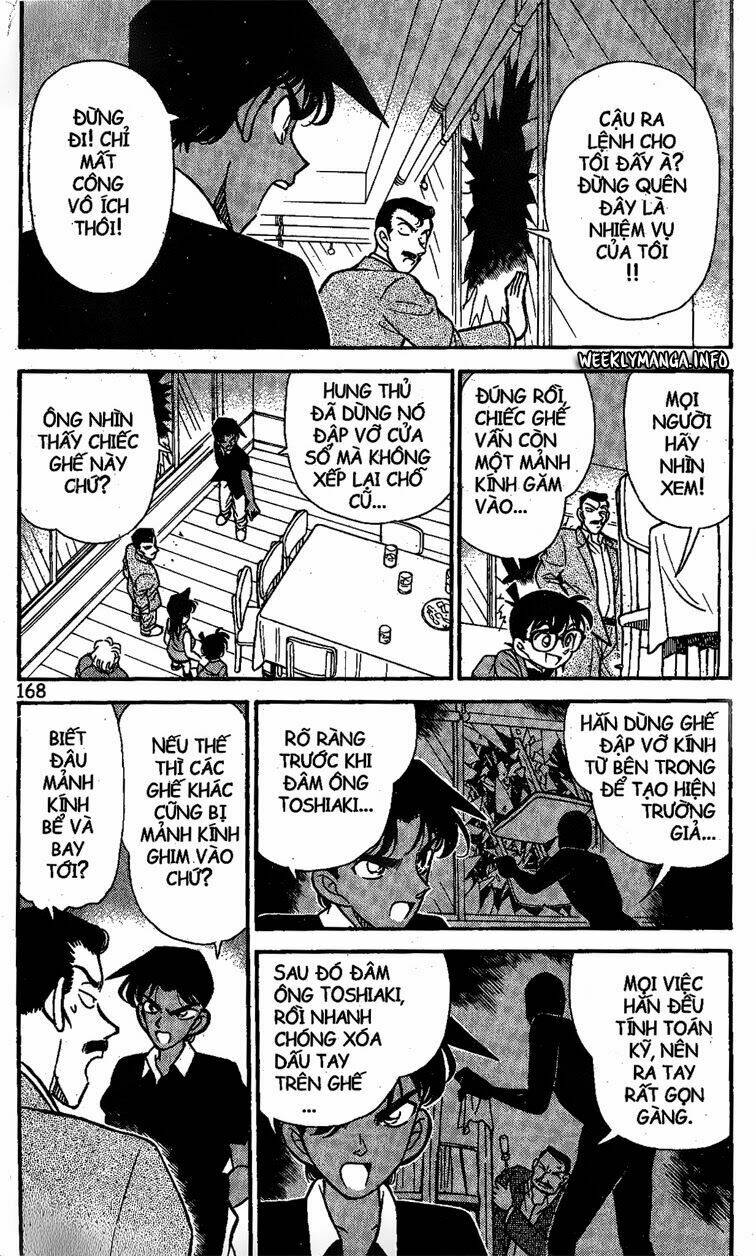 ĐỪNG
ĐI! CHỈ
MẤT
CÔNG
VÔ ÍCH
THÔI!
CẬU RA
LỆNH CHO
TÔI ĐẤY À?
ĐỪNG QUÊN
ĐÂY LÀ
NHIỆM VỤ
CỦA TÔI
!!
WEEKLYMANGA.INFO
ÔNG NHÌN
THẤY CHIẾC
GHẾ NÀY
CHỨ?
HUNG THỦ
ĐÃ DÙNG NÓ
ĐẬP VỠ CỬA
SỔ MÀ KHÔNG
XẾP LẠI CHỖ
CŨ...
ĐÚNG RỒI,
CHIẾC GHẾ
VẪN CÒN
MỘT MẢNH
KÍNH GĂM
VÀO...
MỌI
NGƯỜI
HÃY
NHÌN
XEM!
168
BIẾT
ĐÂU
MẢNH
KÍNH
BỂ VÀ
BAY
TỚI?
NẾU THẾ
THÌ CÁC
GHẾ KHÁC
CŨNG BỊ
MẢNH KÍNH
GHIM VÀO
CHỨ?
RÕ RÀNG
TRƯỚC KHI
ĐÂM ÔNG
TOSHIAKI...
HẮN DÙNG GHẾ
ĐẬP VỠ KÍNH
TỪ BÊN TRONG
ĐỂ TẠO HIỆN
TRƯỜNG
GIẢ...
SAU ĐÓ ĐÂM
ÔNG TOSHIAKI,
RỒI NHANH
CHÓNG XÓA
DẤU TAY
TRÊN GHẾ
...
MỌI VIỆC
HẮN ĐỀU
TÍNH TOÁN
KỸ, NÊN
RA TAY
RẤT GỌN
GÀNG.